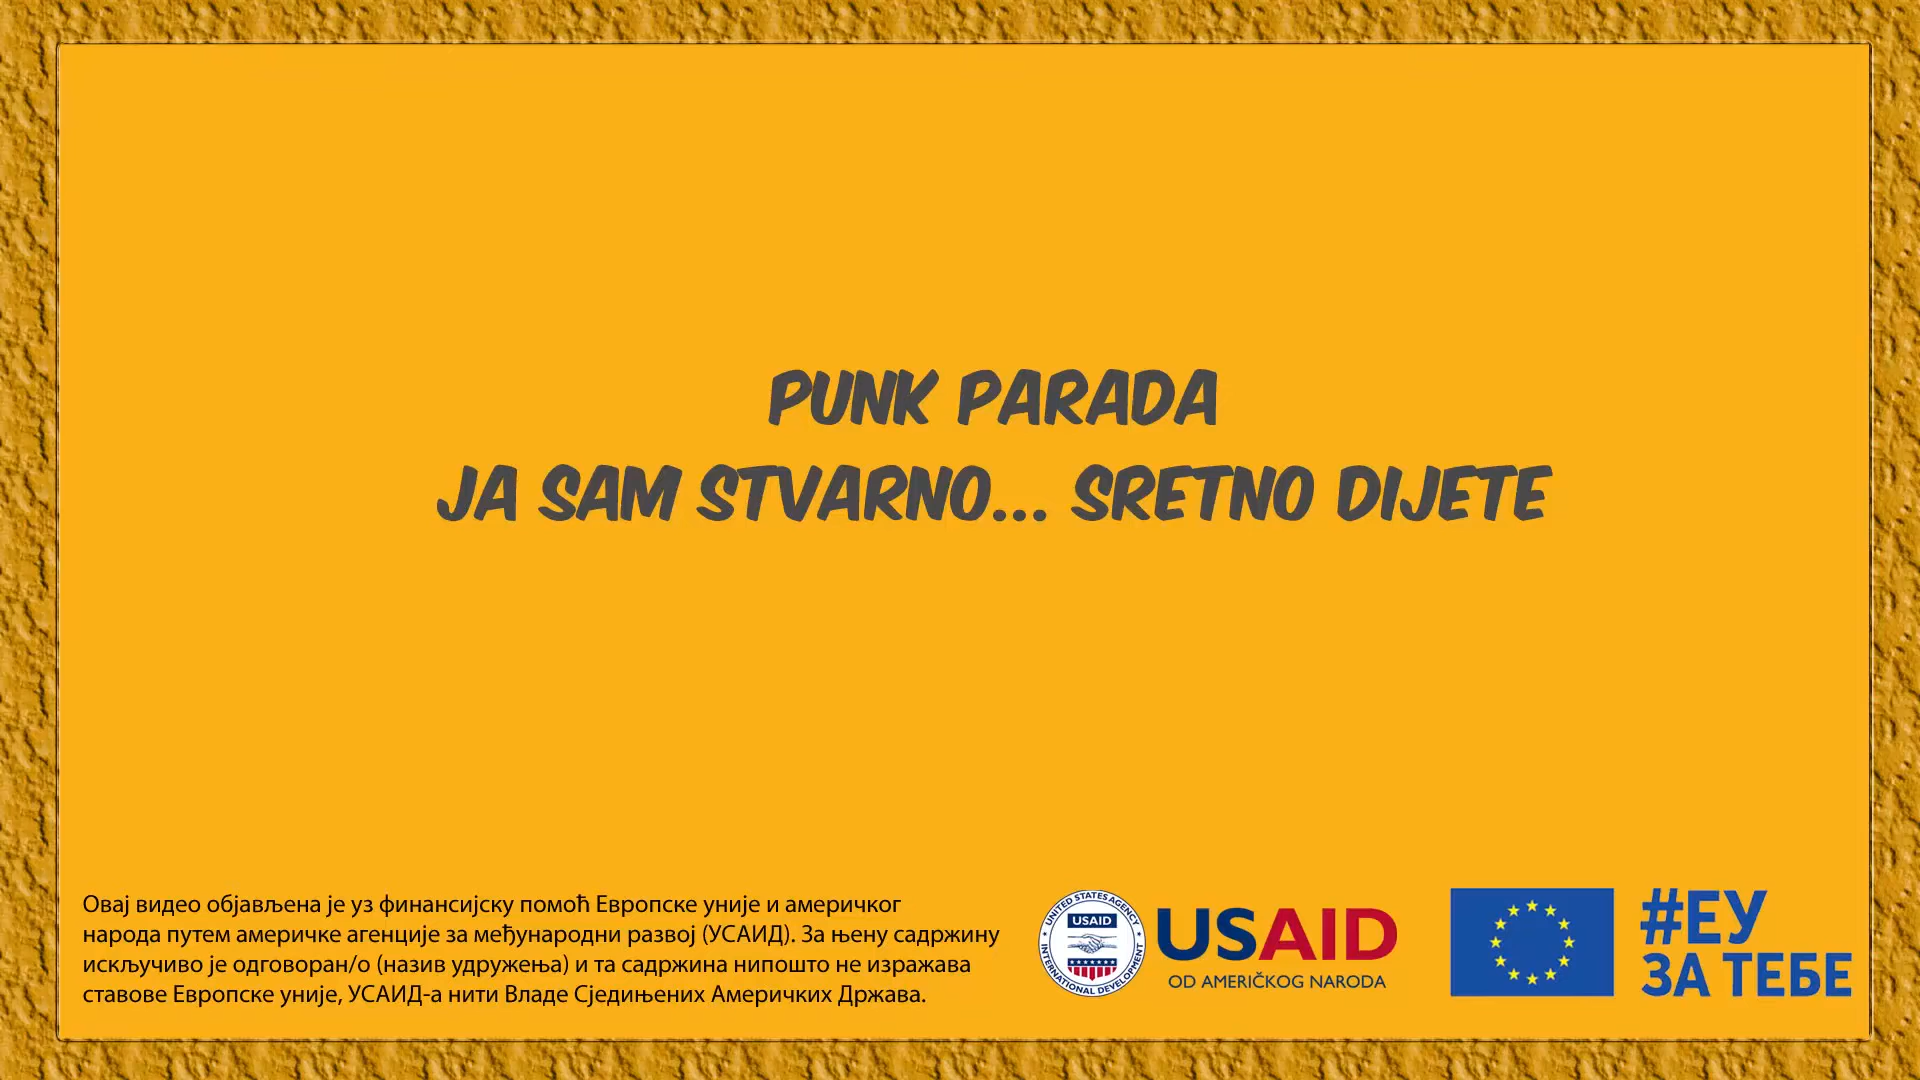 PUNK PARADA
JA SAM STVARNO... SRETNO DIJETE
Овај видео објављена је уз финансијску помоћ Европске уније и америчког
народа путем америчке агенције за међународни развој (УСАИД). За њену садржину
искључиво је одговоран/о (назив удружења) и та садржина нипошто не изражава
ставове Европске уније, УСАИД-а нити Владе Сједињених Америчких Држава.
UNITED STATES AGENCY
USAID
INTERNATIONAL DEVELOPMENT
USAID
OD AMERIČKOG NARODA
#ЕУ
ЗА ТЕБЕ